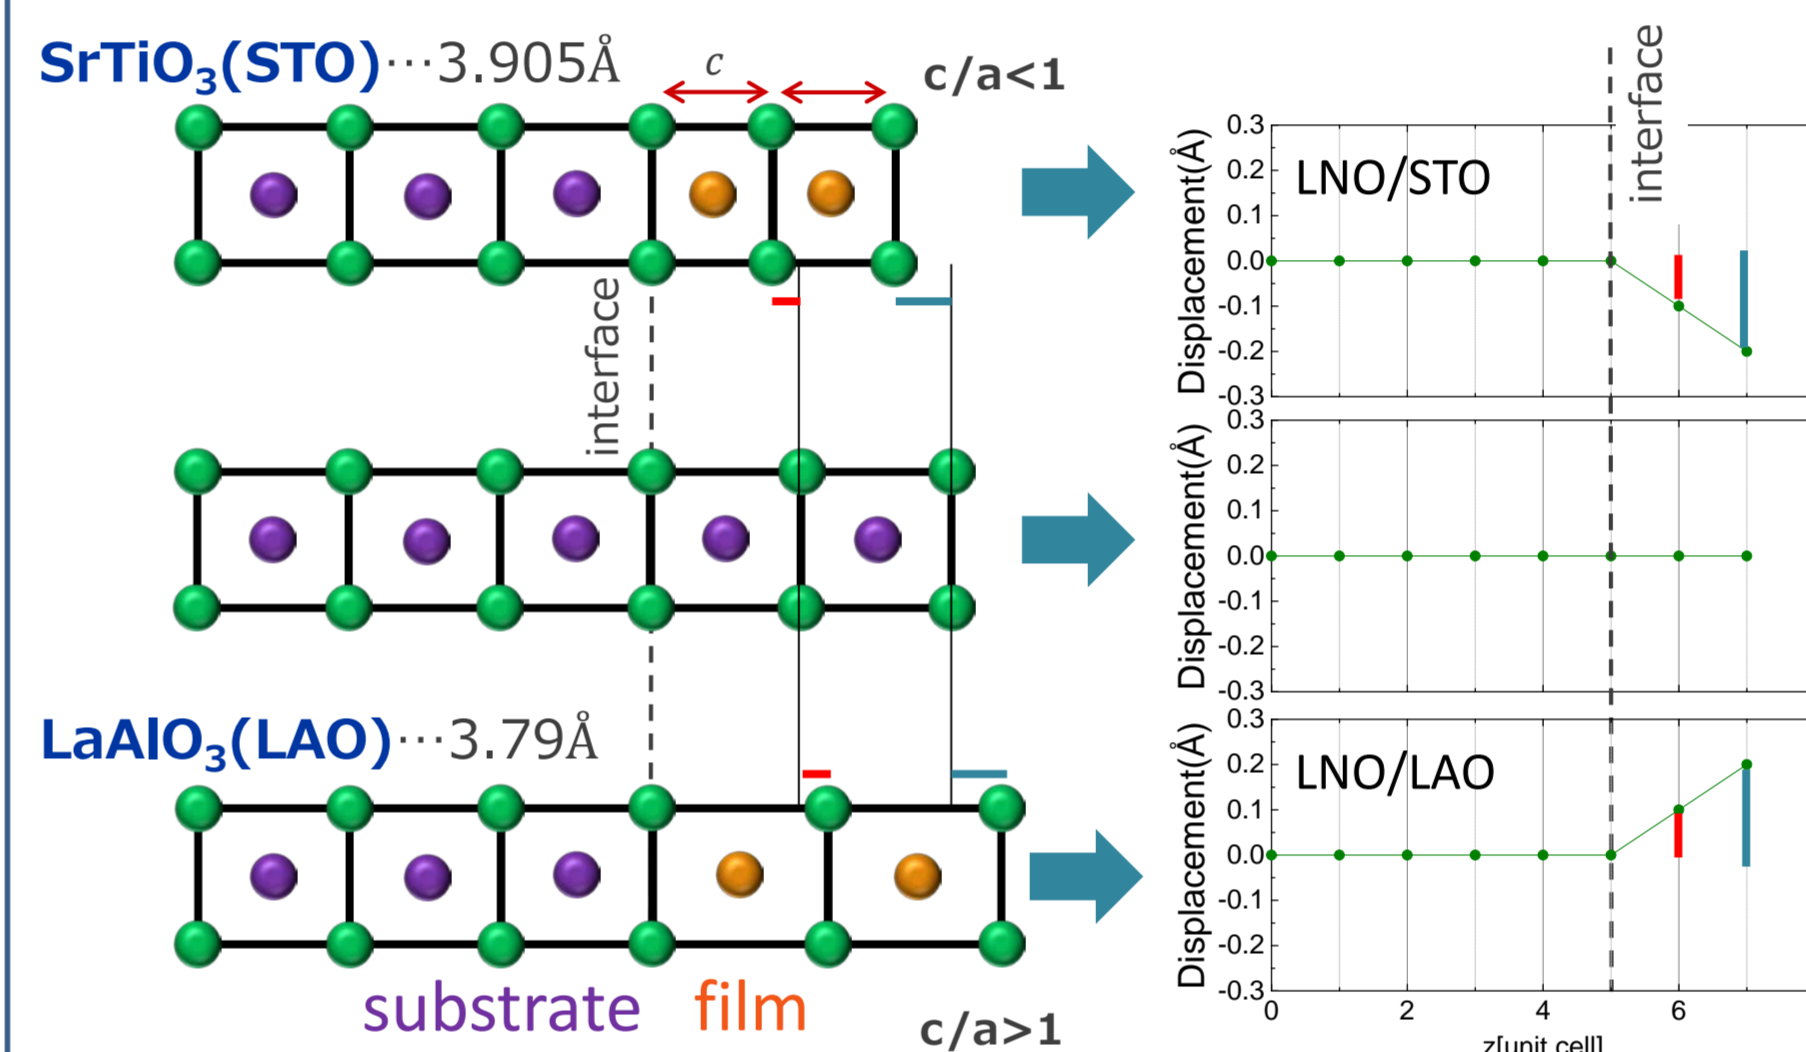 SrTiO₃(STO)⋯3.905Å
c
c/a<1
interface
LaAlO₃(LAO)⋯3.79Å
substrate film
c/a>1
interface
LNO/STO
Displacement(Å)
0.3
0.2
0.1
0.0
-0.1
-0.2
-0.3
Displacement(Å)
0.3
0.2
0.1
0.0
-0.1
-0.2
-0.3
LNO/LAO
Displacement(Å)
0.3
0.2
0.1
0.0
-0.1
-0.2
-0.3
0 2 4 6
z[unit cell]